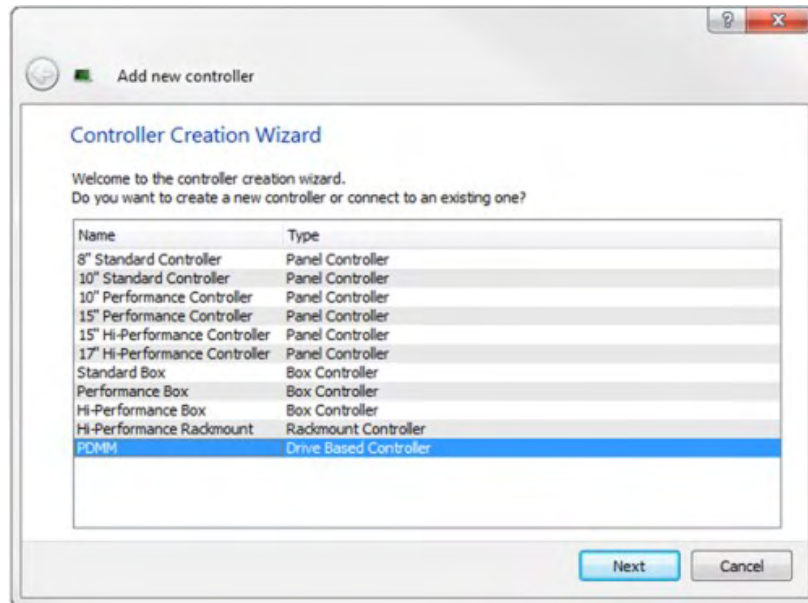 Add new controller
Controller Creation Wizard
Welcome to the controller creation wizard.
Do you want to create a new controller or connect to an existing one?
Name Type
8" Standard Controller Panel Controller
10" Standard Controller Panel Controller
10" Performance Controller Panel Controller
15" Performance Controller Panel Controller
15" Hi-Performance Controller Panel Controller
17" Hi-Performance Controller Panel Controller
Standard Box Box Controller
Performance Box Box Controller
Hi-Performance Box Box Controller
Hi-Performance Rackmount Rackmount Controller
PDMM Drive Based Controller
Next Cancel